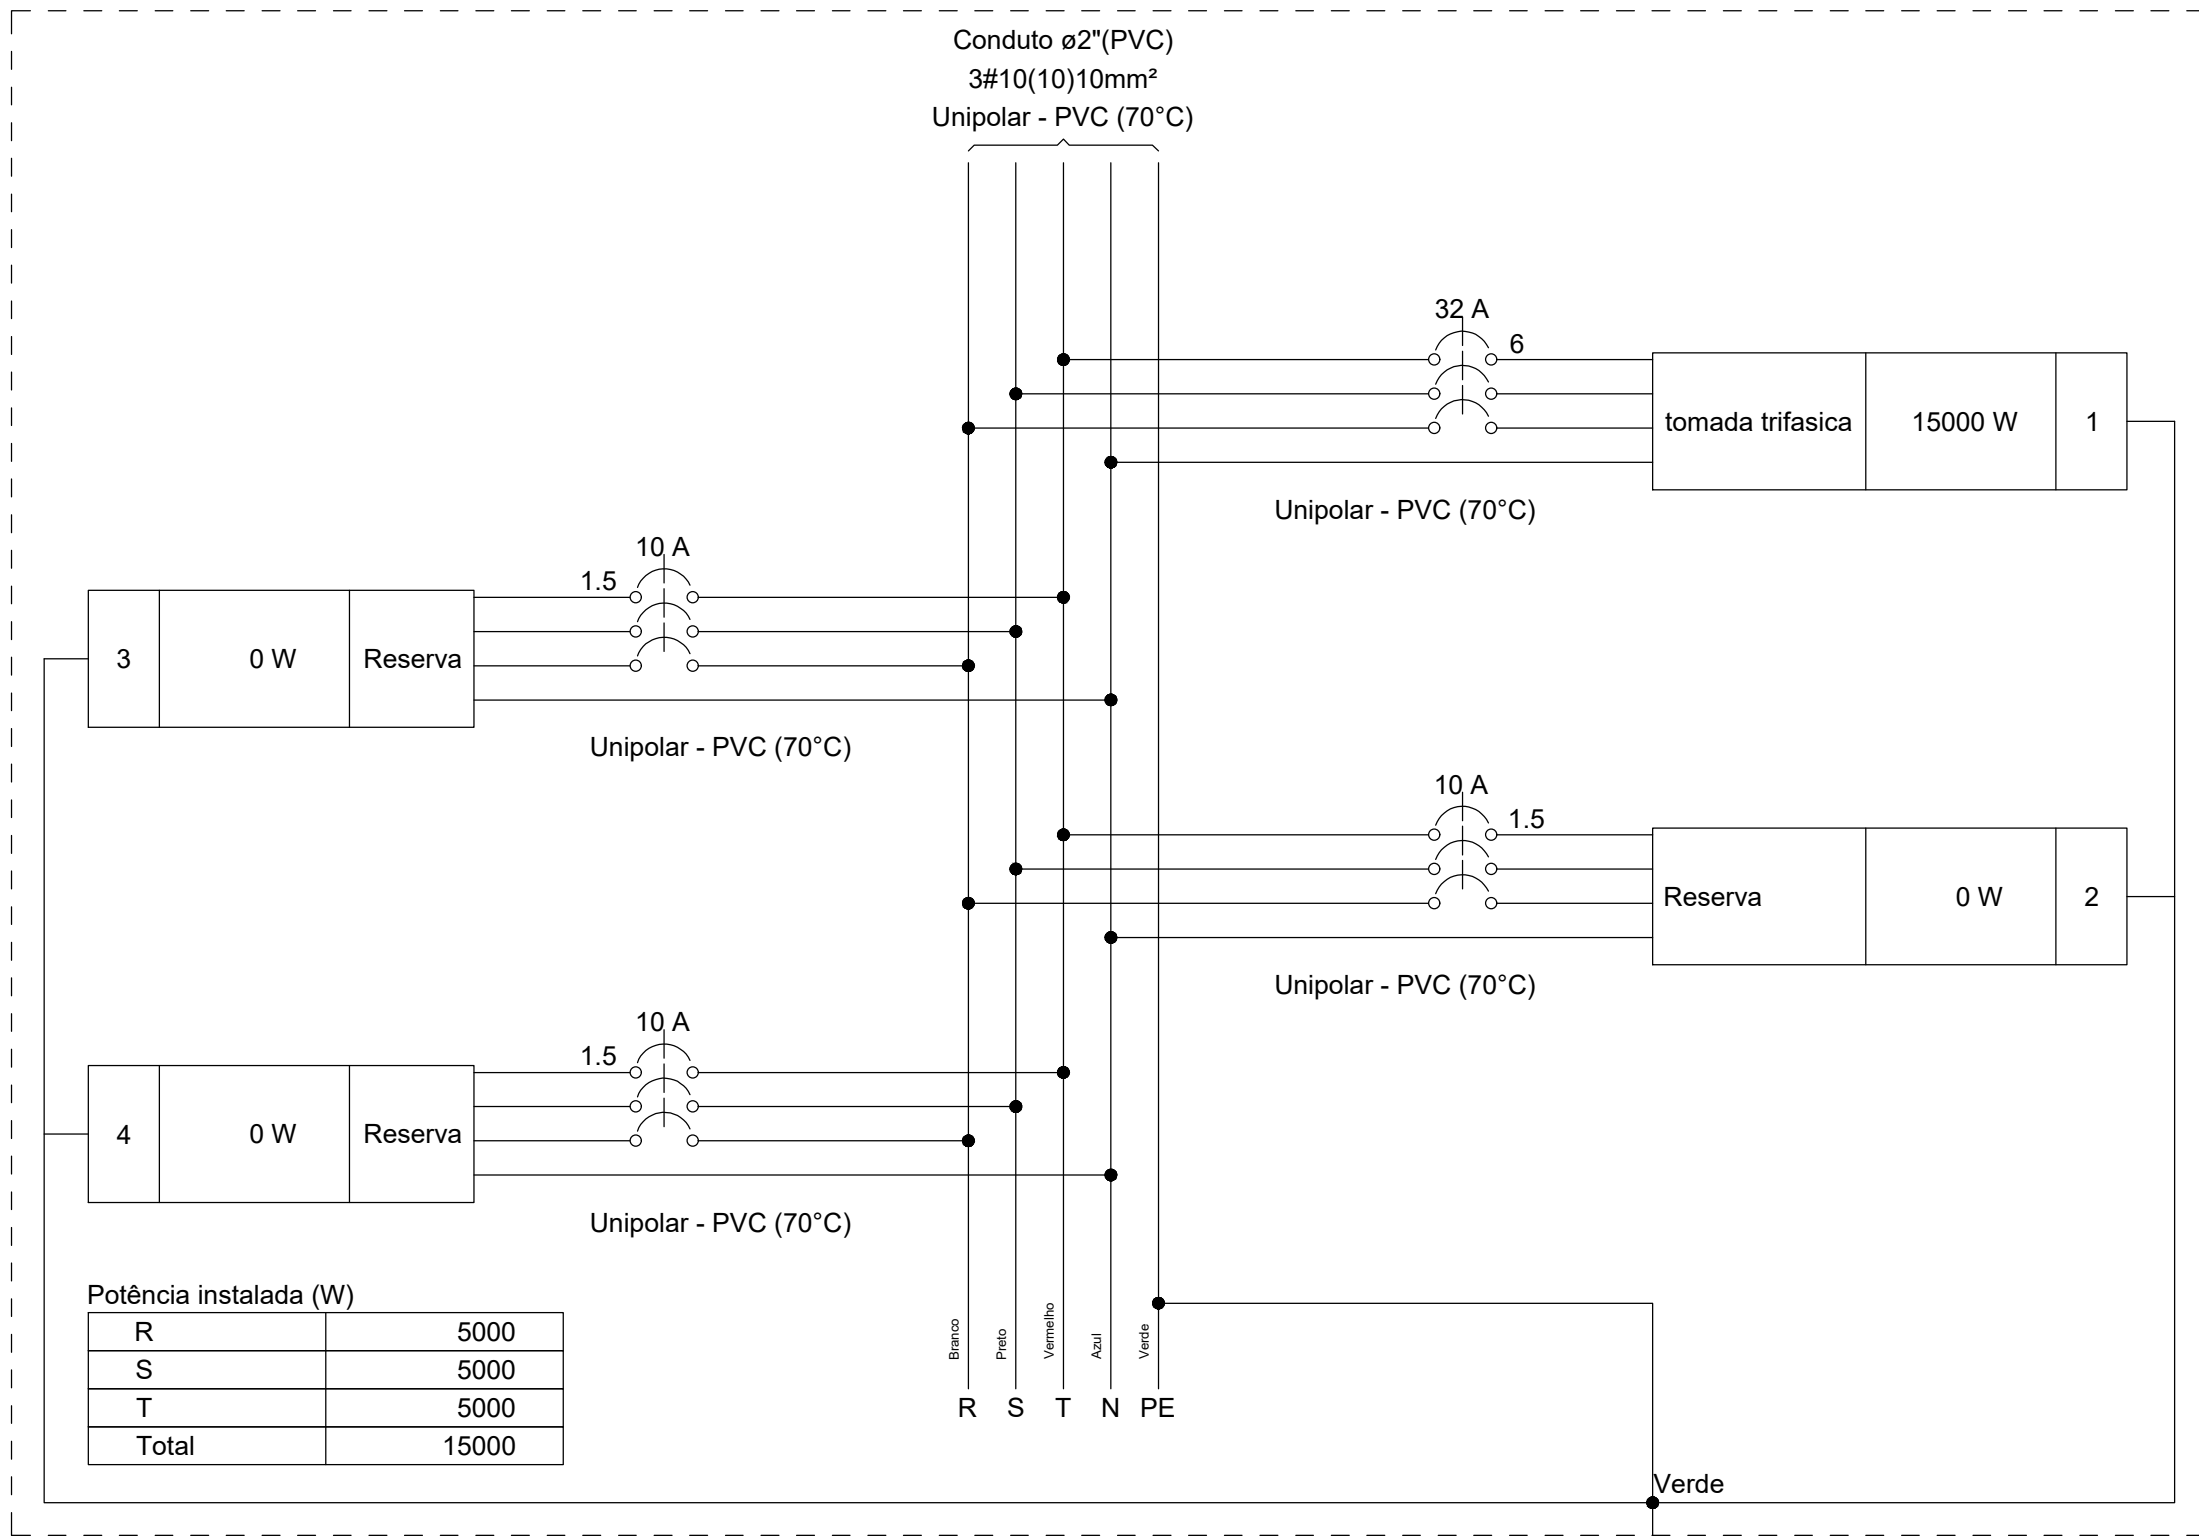 Conduto ø2"(PVC)
3#10(10)10mm²
Unipolar - PVC (70°C)
32 A
6
tomada trifasica 15000 W 1
Unipolar - PVC (70°C)
10 A
1.5
3 0 W Reserva
Unipolar - PVC (70°C)
10 A
1.5
Reserva 0 W 2
Unipolar - PVC (70°C)
10 A
1.5
4 0 W Reserva
Unipolar - PVC (70°C)
Potência instalada (W)
R 5000
S 5000
T 5000
Total 15000
Branco
Preto
Vermelho
Azul
Verde
R S T N PE
Verde